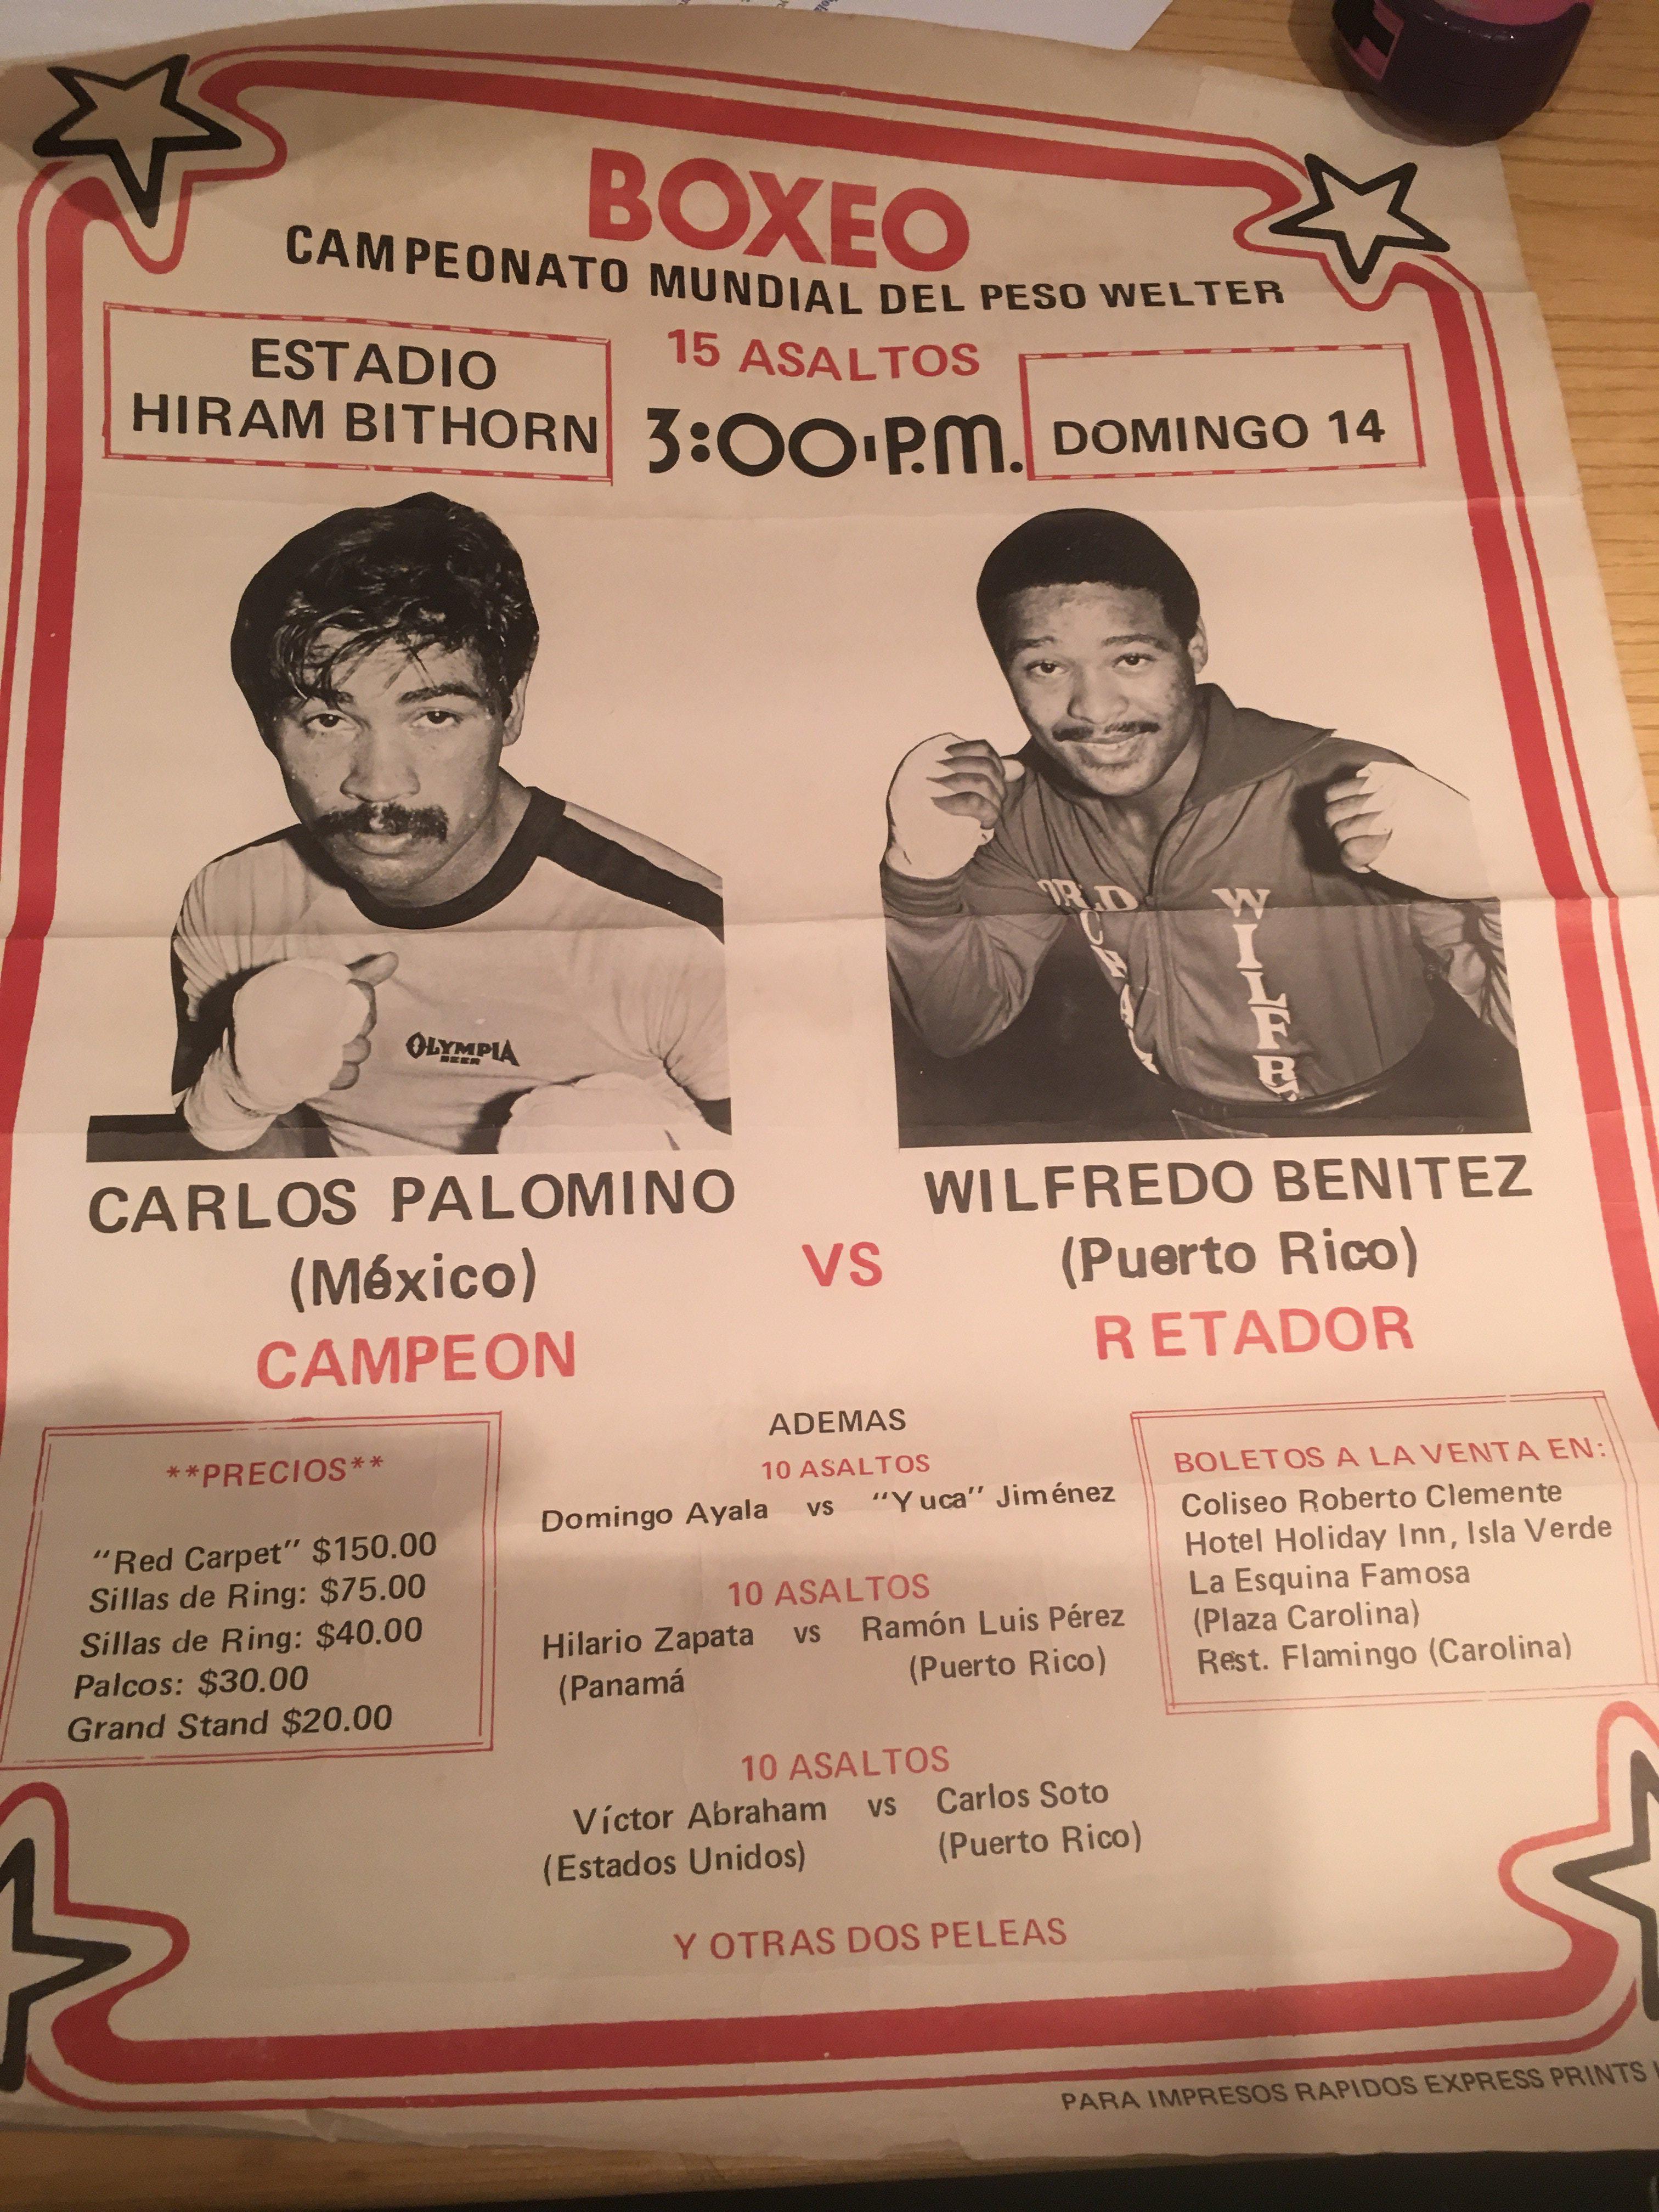 BOXEO
CAMPEONATO MUNDIAL DEL PESO WELTER
ESTADIO
HIRAM BITHORN
15 ASALTOS
3:00 P.M.
DOMINGO 14
OLYMPIA
BEER
WILFR
CARLOS PALOMINO
(México)
CAMPEON
VS
WILFREDO BENITEZ
(Puerto Rico)
RETADOR
**PRECIOS**
"Red Carpet" $150.00
Sillas de Ring: $75.00
Sillas de Ring: $40.00
Palcos: $30.00
Grand Stand $20.00
ADEMAS
10 ASALTOS
Domingo Ayala vs "Yuca" Jiménez
10 ASALTOS
Hilario Zapata vs Ramón Luis Pérez
(Panamá (Puerto Rico)
10 ASALTOS
Víctor Abraham vs Carlos Soto
(Estados Unidos) (Puerto Rico)
Y OTRAS DOS PELEAS
BOLETOS A LA VENTA EN:
Coliseo Roberto Clemente
Hotel Holiday Inn, Isla Verde
La Esquina Famosa
(Plaza Carolina)
Rest. Flamingo (Carolina)
PARA IMPRESOS RAPIDOS EXPRESS PRINTS